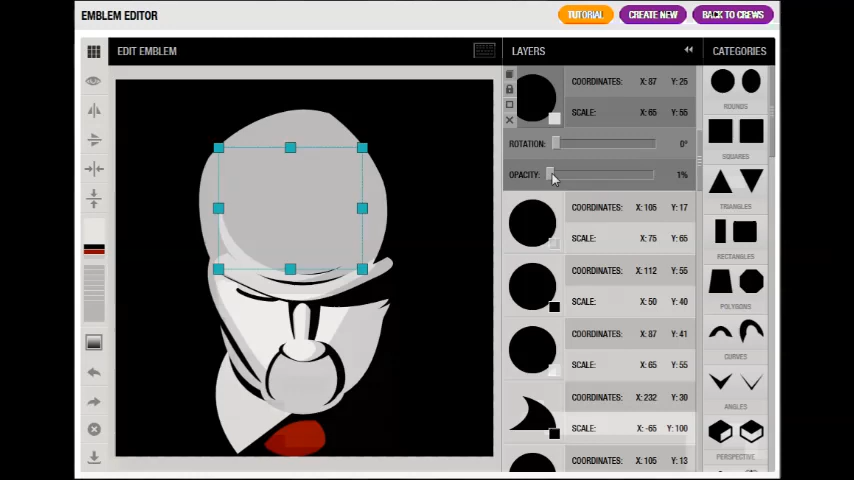 EMBLEM EDITOR
TUTORIAL
CREATE NEW
BACK TO CREWS
EDIT EMBLEM
LAYERS
CATEGORIES
COORDINATES: X: 87 Y: 25
SCALE: X: 65 Y: 55
ROTATION: 0°
OPACITY: 1%
COORDINATES: X: 105 Y: 17
SCALE: X: 75 Y: 65
COORDINATES: X: 112 Y: 55
SCALE: X: 50 Y: 40
COORDINATES: X: 87 Y: 41
SCALE: X: 65 Y: 55
COORDINATES: X: 232 Y: 30
SCALE: X: -65 Y: 100
COORDINATES: X: 105 Y: 13
ROUNDS
SQUARES
TRIANGLES
RECTANGLES
POLYGONS
CURVES
ANGLES
PERSPECTIVE